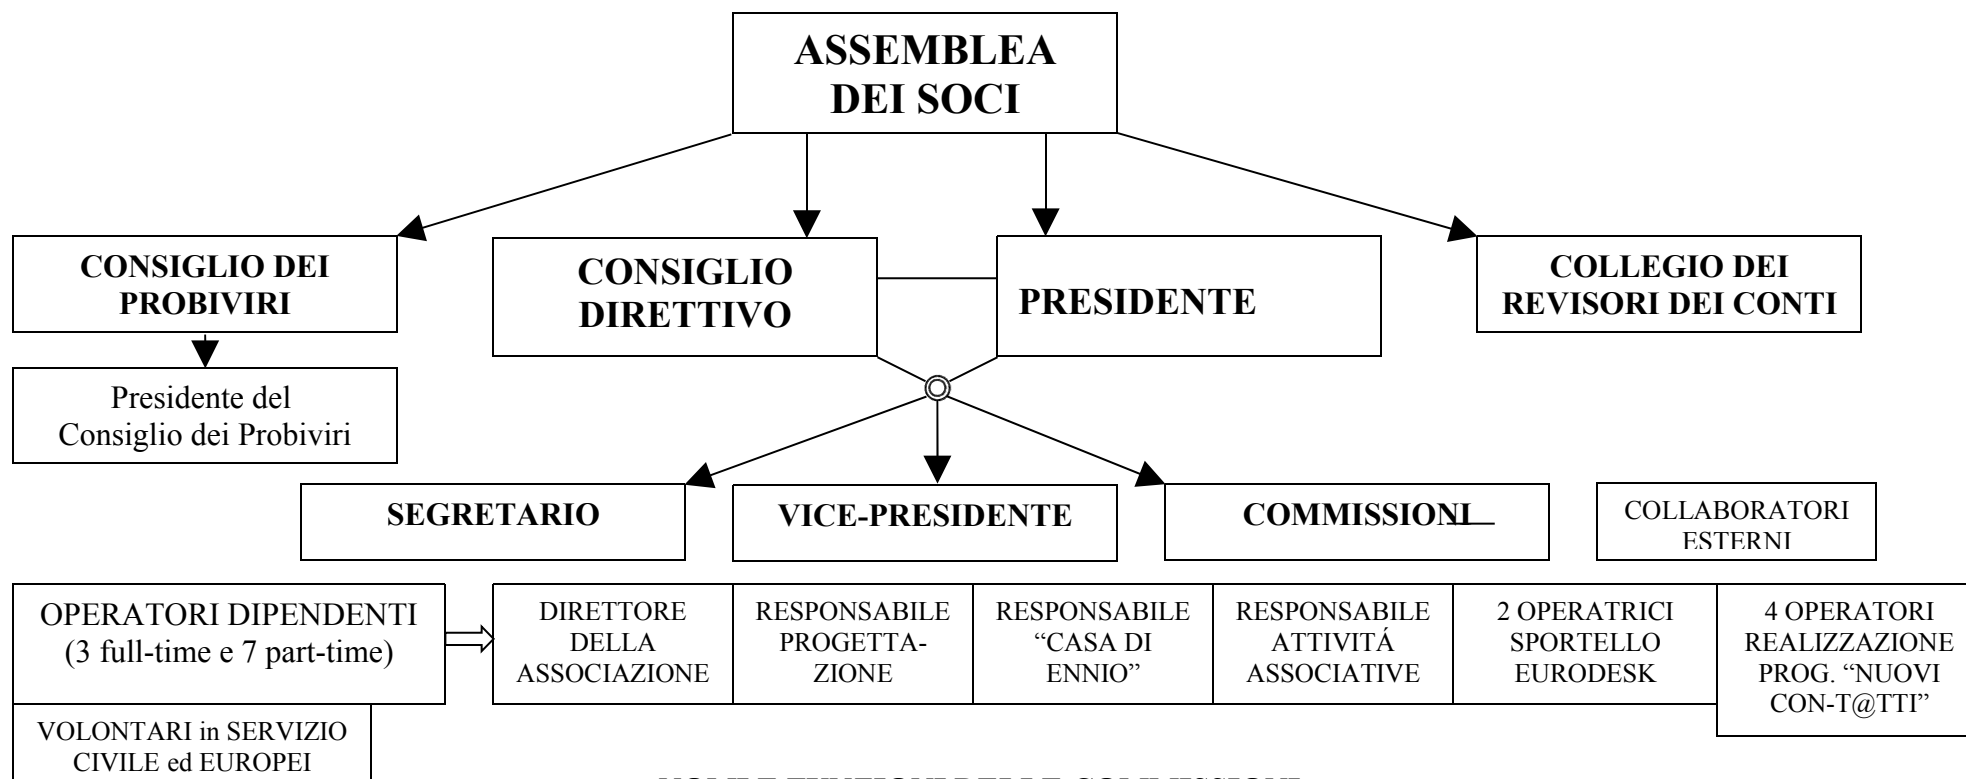 ASSEMBLEA
DEI SOCI
CONSIGLIO DEI
PROBIVIRI
CONSIGLIO
DIRETTIVO
PRESIDENTE
COLLEGIO DEI
REVISORI DEI CONTI
Presidente del
Consiglio dei Probiviri
SEGRETARIO
VICE-PRESIDENTE
COMMISSIONI
COLLABORATORI
ESTERNI
OPERATORI DIPENDENTI
(3 full-time e 7 part-time)
DIRETTORE
DELLA
ASSOCIAZIONE
RESPONSABILE
PROGETTA-
ZIONE
RESPONSABILE
“CASA DI
ENNIO”
RESPONSABILE
ATTIVITÁ
ASSOCIATIVE
2 OPERATRICI
SPORTELLO
EURODESK
4 OPERATORI
REALIZZAZIONE
PROG. “NUOVI
CON-T@TTI”
VOLONTARI in SERVIZIO
CIVILE ed EUROPEI